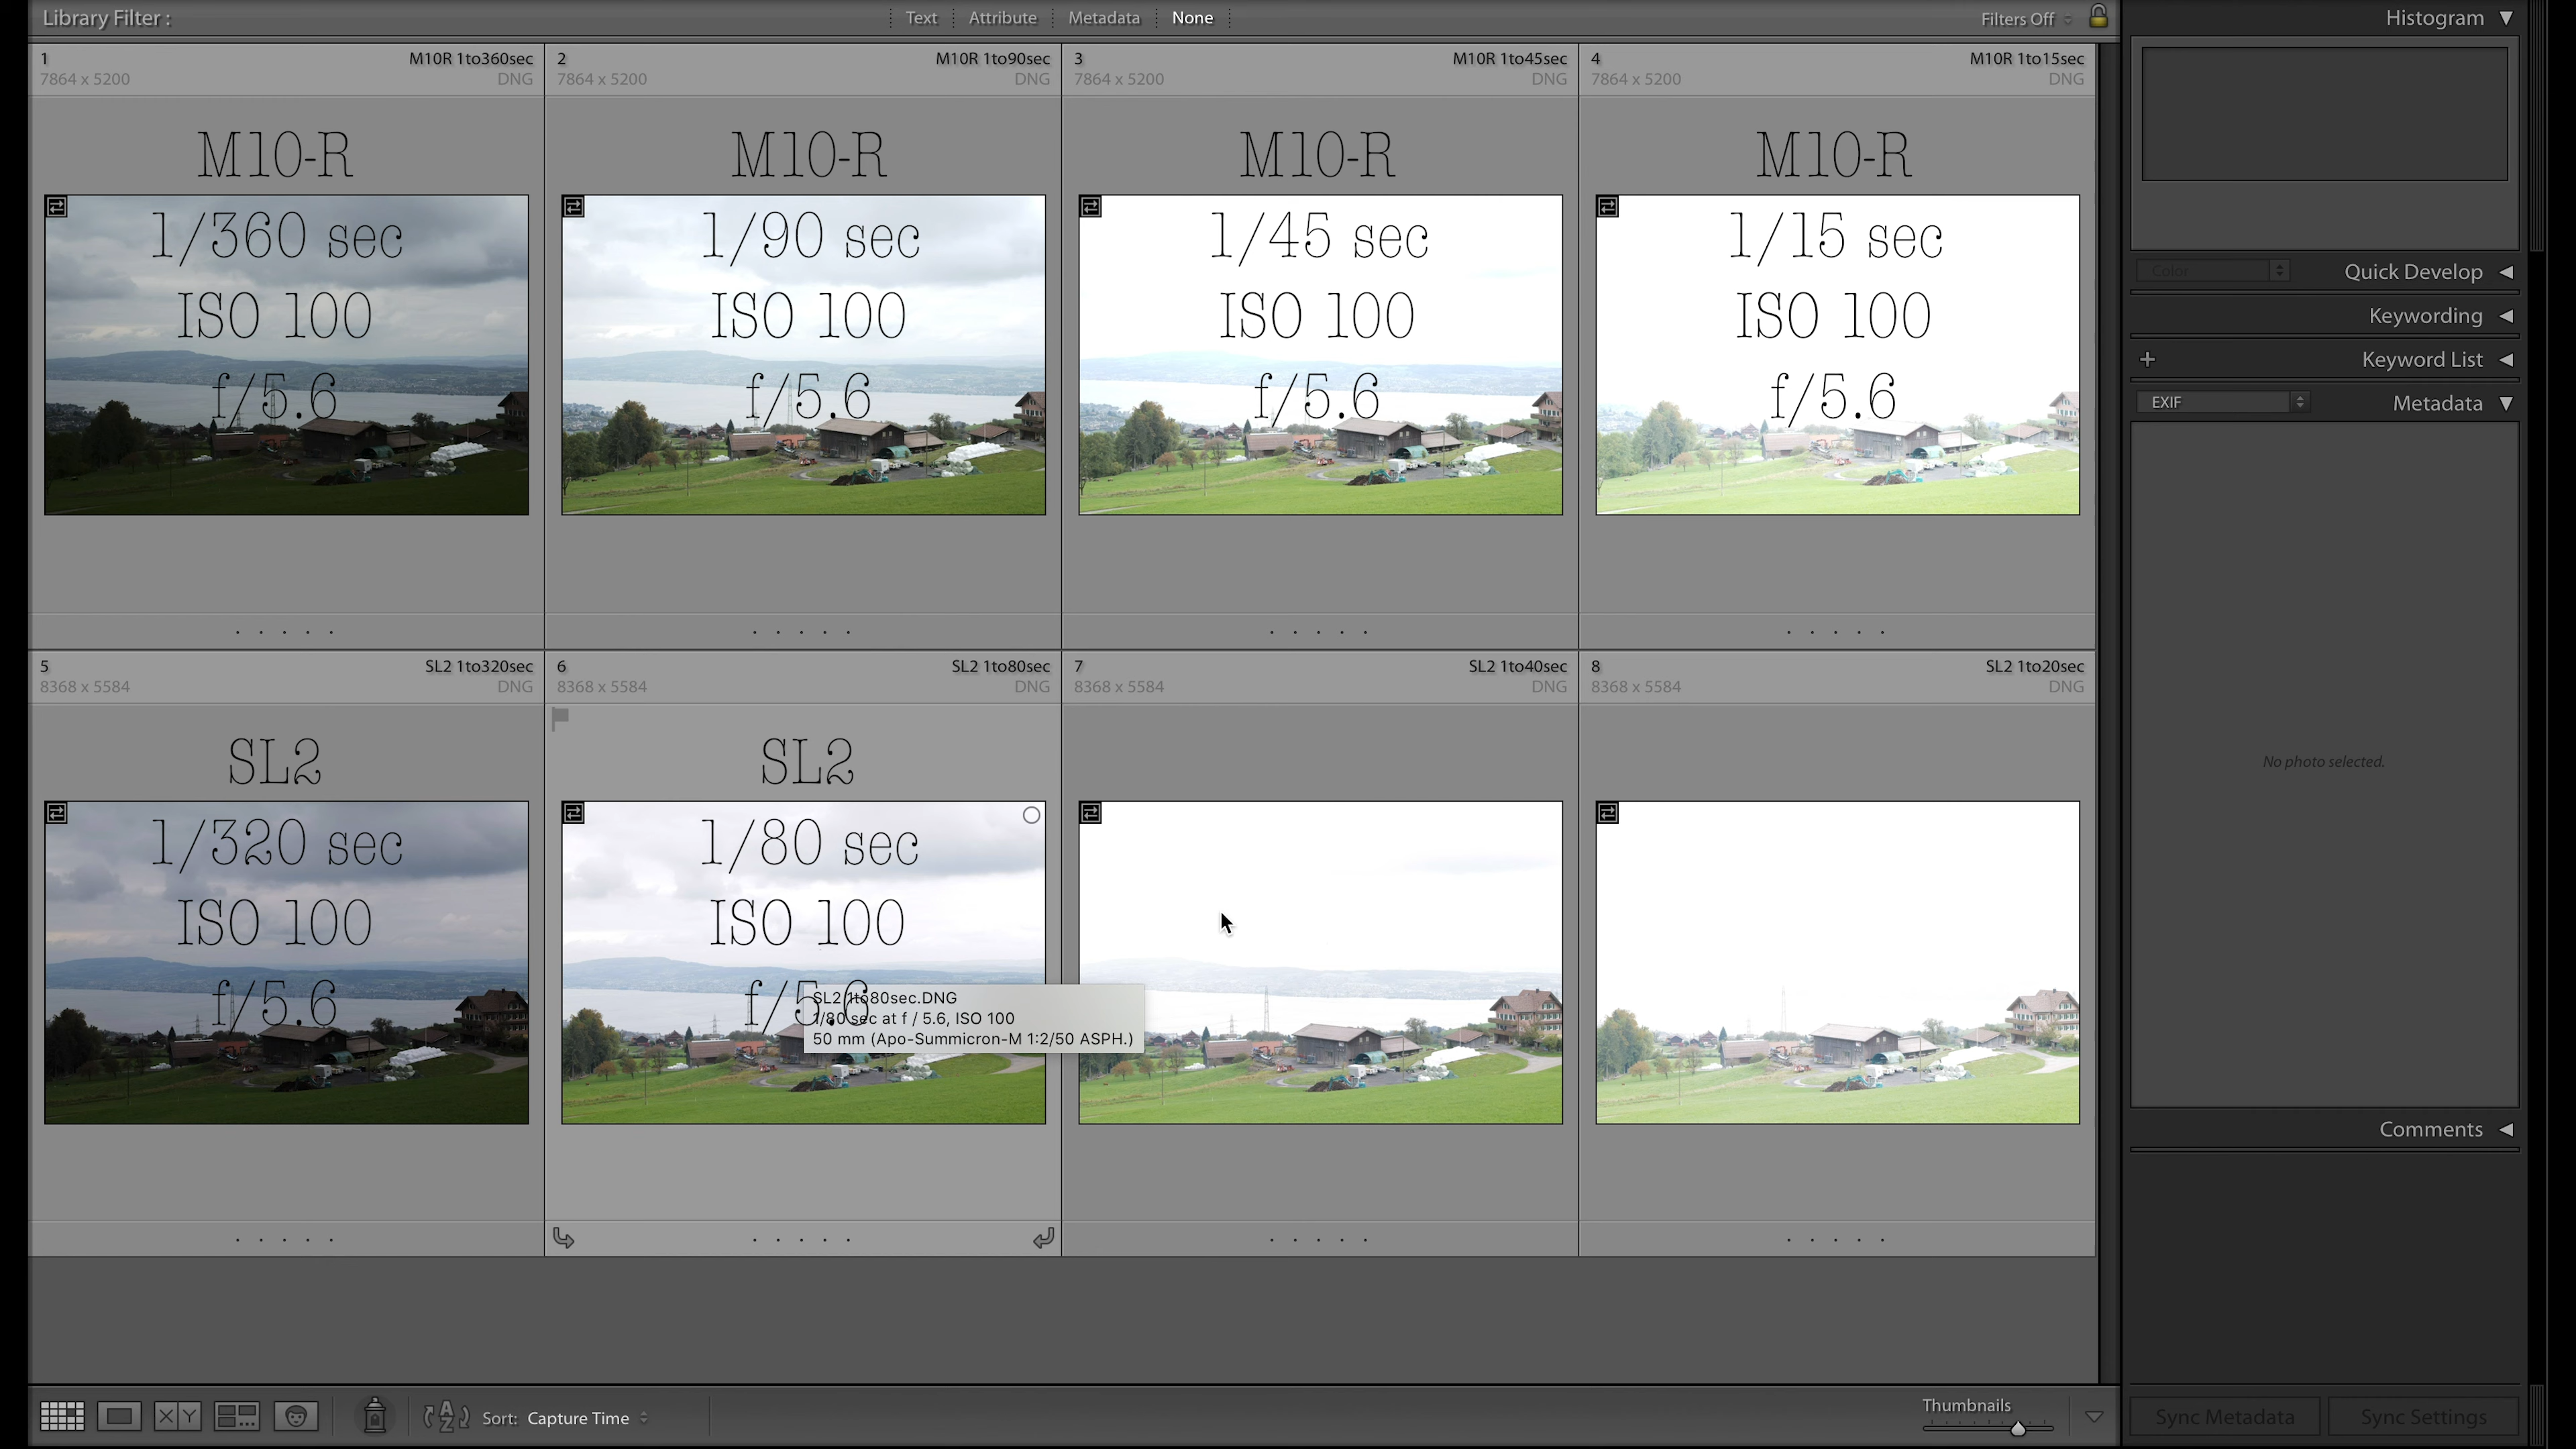 Library Filter :
Text
Attribute
Metadata
None
Filters Off
Histogram
1
M10R 1to360sec
7864 x 5200
DNG
2
M10R 1to90sec
7864 x 5200
DNG
3
M10R 1to45sec
7864 x 5200
DNG
4
M10R 1to15sec
7864 x 5200
DNG
M10-R
1/360 sec
ISO 100
f/5.6
M10-R
1/90 sec
ISO 100
f/5.6
M10-R
1/45 sec
ISO 100
f/5.6
M10-R
1/15 sec
ISO 100
f/5.6
Color
Quick Develop
Keywording
Keyword List
EXIF
Metadata
No photo selected.
Comments
5
SL2 1to320sec
8368 x 5584
DNG
6
SL2 1to80sec
8368 x 5584
DNG
7
SL2 1to40sec
8368 x 5584
DNG
8
SL2 1to20sec
8368 x 5584
DNG
SL2
1/320 sec
ISO 100
f/5.6
SL2
1/80 sec
ISO 100
f/5.6
SL2 1to80sec.DNG
1/80 sec at f / 5.6, ISO 100
50 mm (Apo-Summicron-M 1:2/50 ASPH.)
X Y
A
Z
Sort: Capture Time
Thumbnails
Sync Metadata
Sync Settings